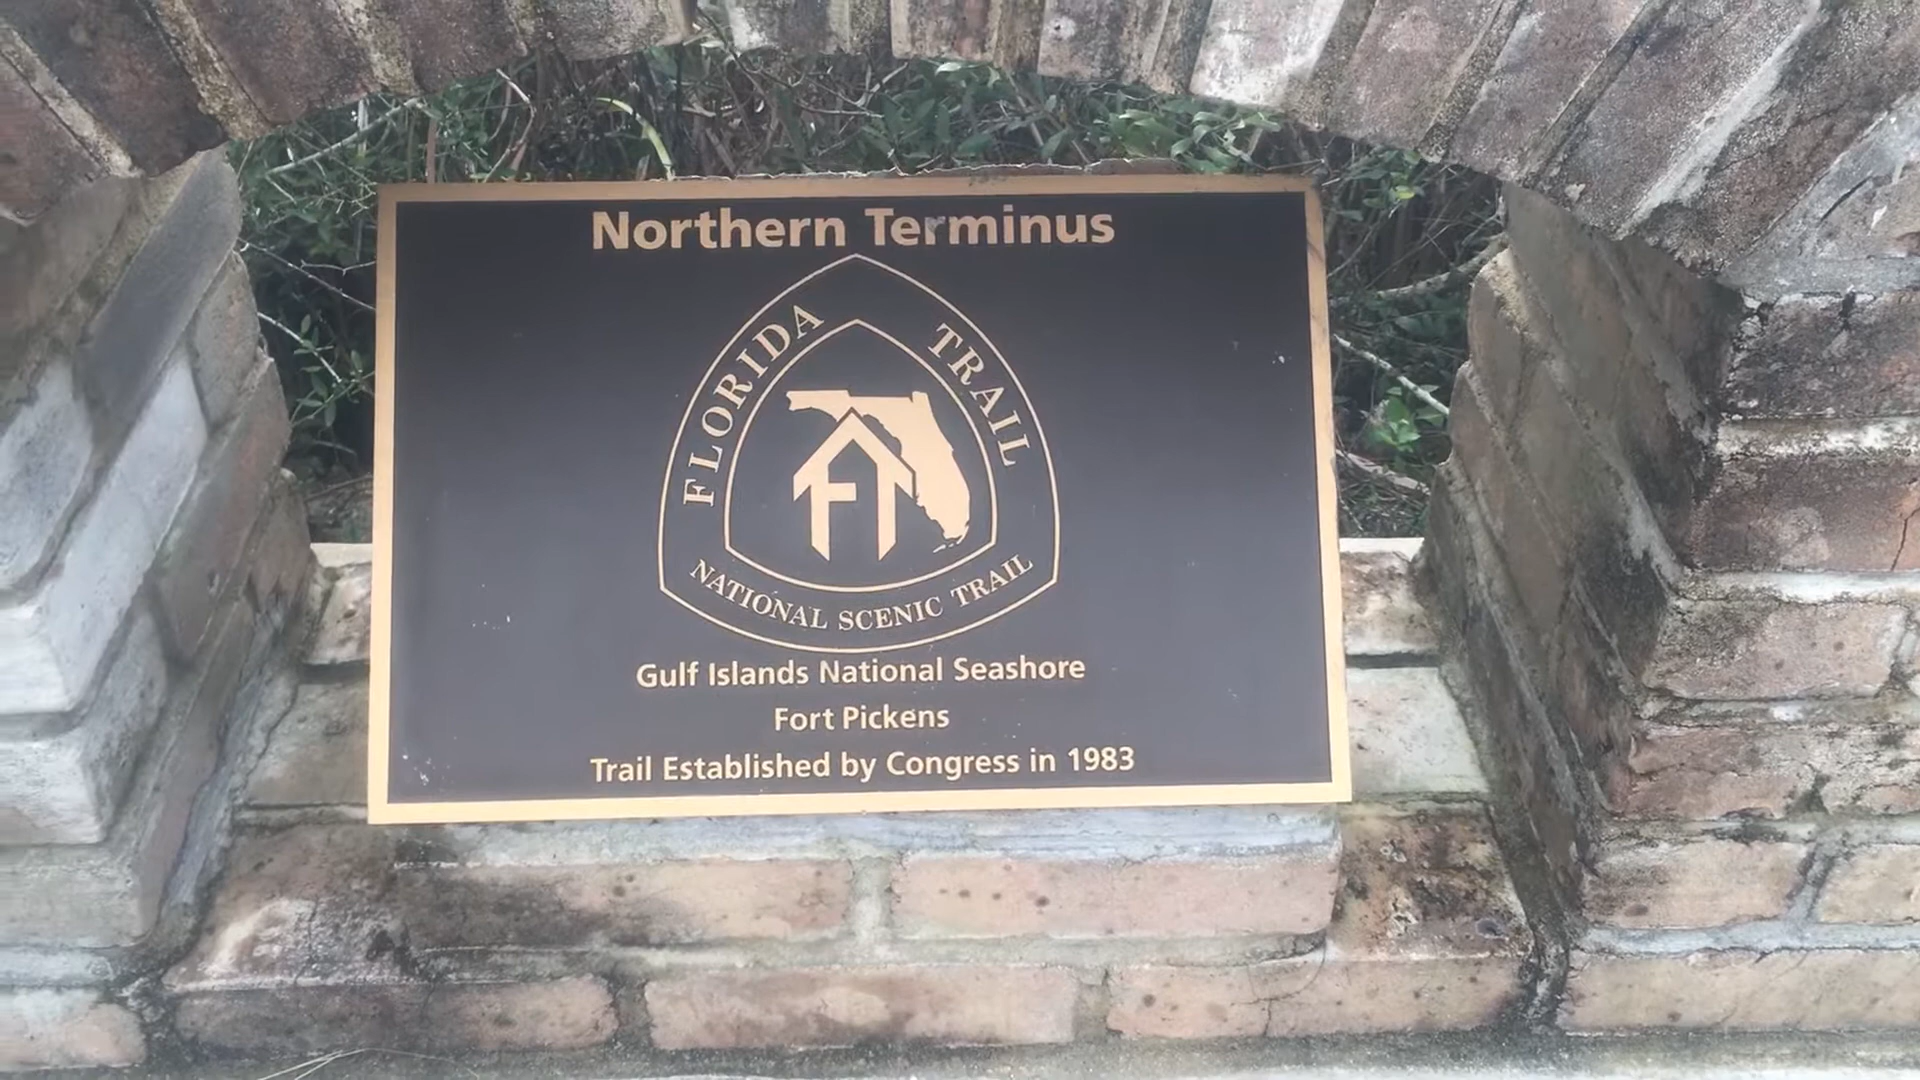 Northern Terminus
FLORIDA TRAIL
FT
NATIONAL SCENIC TRAIL
Gulf Islands National Seashore
Fort Pickens
Trail Established by Congress in 1983